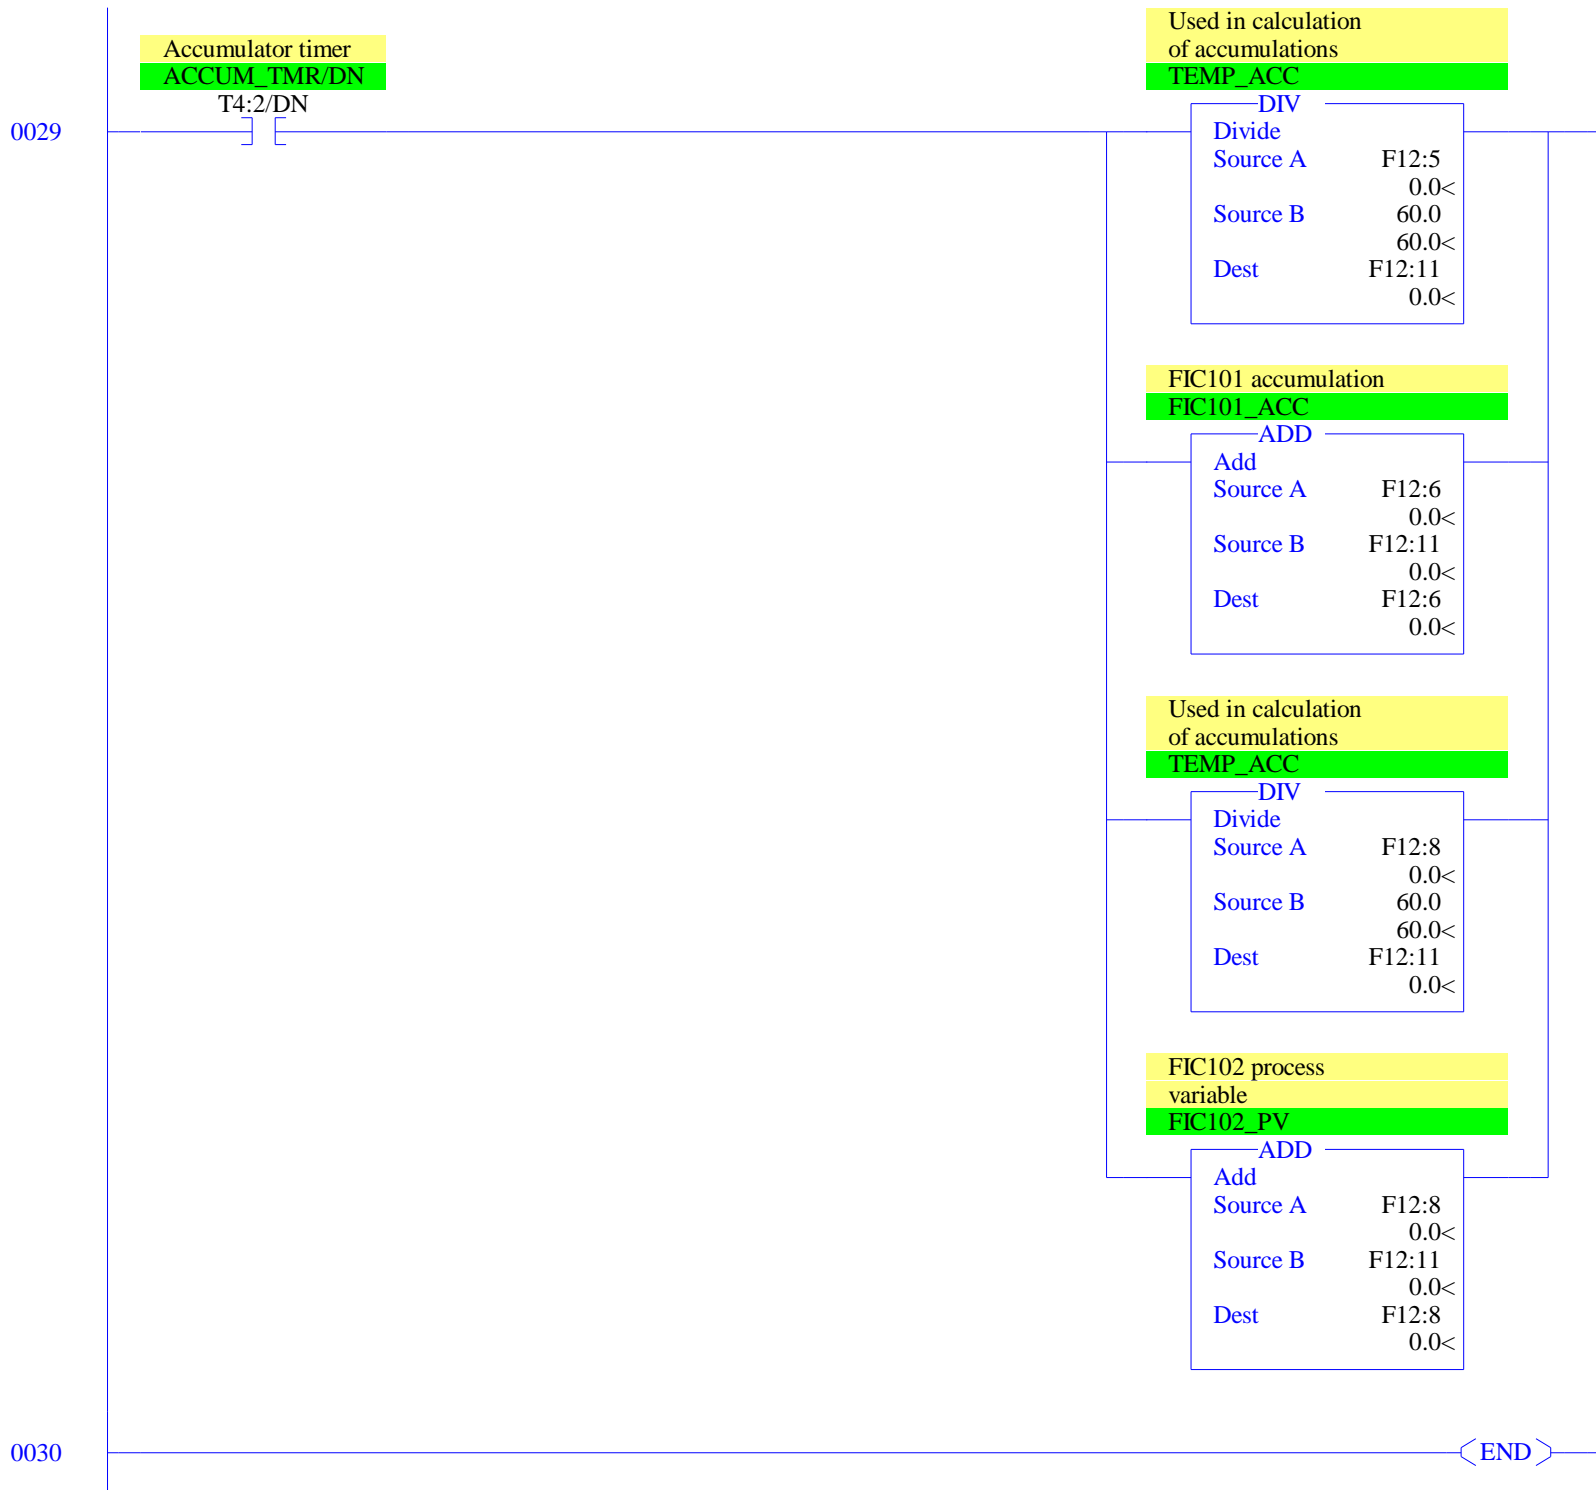 Accumulator timer
ACCUM_TMR/DN
T4:2/DN
0029
Used in calculation
of accumulations
TEMP_ACC
DIV
Divide
Source A F12:5
0.0<
Source B 60.0
60.0<
Dest F12:11
0.0<
FIC101 accumulation
FIC101_ACC
ADD
Add
Source A F12:6
0.0<
Source B F12:11
0.0<
Dest F12:6
0.0<
Used in calculation
of accumulations
TEMP_ACC
DIV
Divide
Source A F12:8
0.0<
Source B 60.0
60.0<
Dest F12:11
0.0<
FIC102 process
variable
FIC102_PV
ADD
Add
Source A F12:8
0.0<
Source B F12:11
0.0<
Dest F12:8
0.0<
0030 END